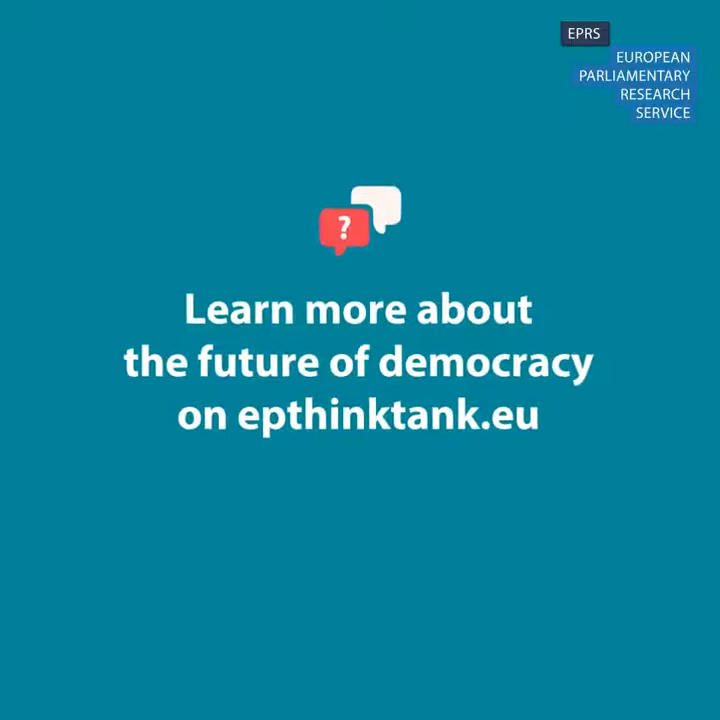 EPRS
EUROPEAN
PARLIAMENTARY
RESEARCH
SERVICE
?
Learn more about
the future of democracy
on epthinktank.eu